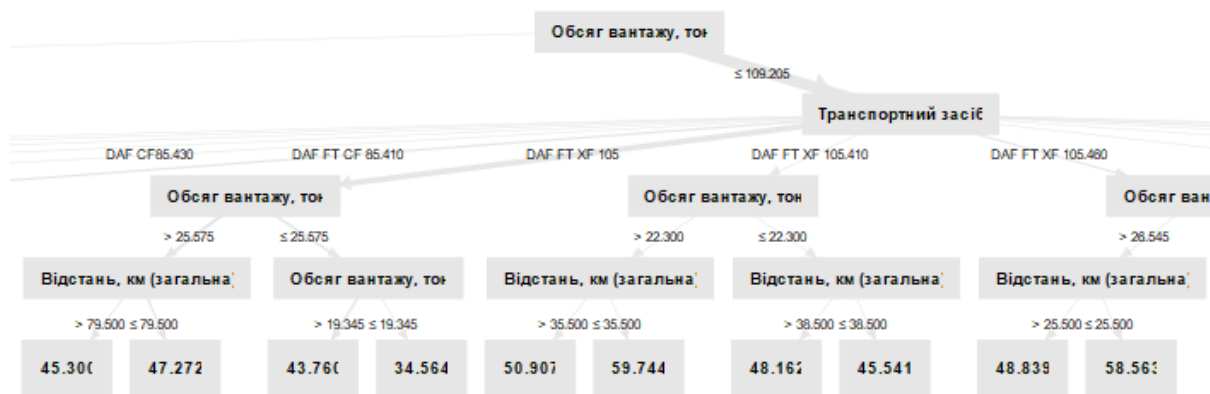 Обсяг вантажу, тон
≤ 109.205
Транспортний засіб
DAF CF85.430 DAF FT CF 85.410 DAF FT XF 105 DAF FT XF 105.410 DAF FT XF 105.460
Обсяг вантажу, тон Обсяг вантажу, тон Обсяг ван
> 25.575 ≤ 25.575 > 22.300 ≤ 22.300 > 26.545
Відстань, км (загальна) Обсяг вантажу, тон Відстань, км (загальна) Відстань, км (загальна) Відстань, км (загальна)
> 79.500 ≤ 79.500 > 19.345 ≤ 19.345 > 35.500 ≤ 35.500 > 38.500 ≤ 38.500 > 25.500 ≤ 25.500
45.300 47.272 43.760 34.564 50.907 59.744 48.162 45.541 48.839 58.563